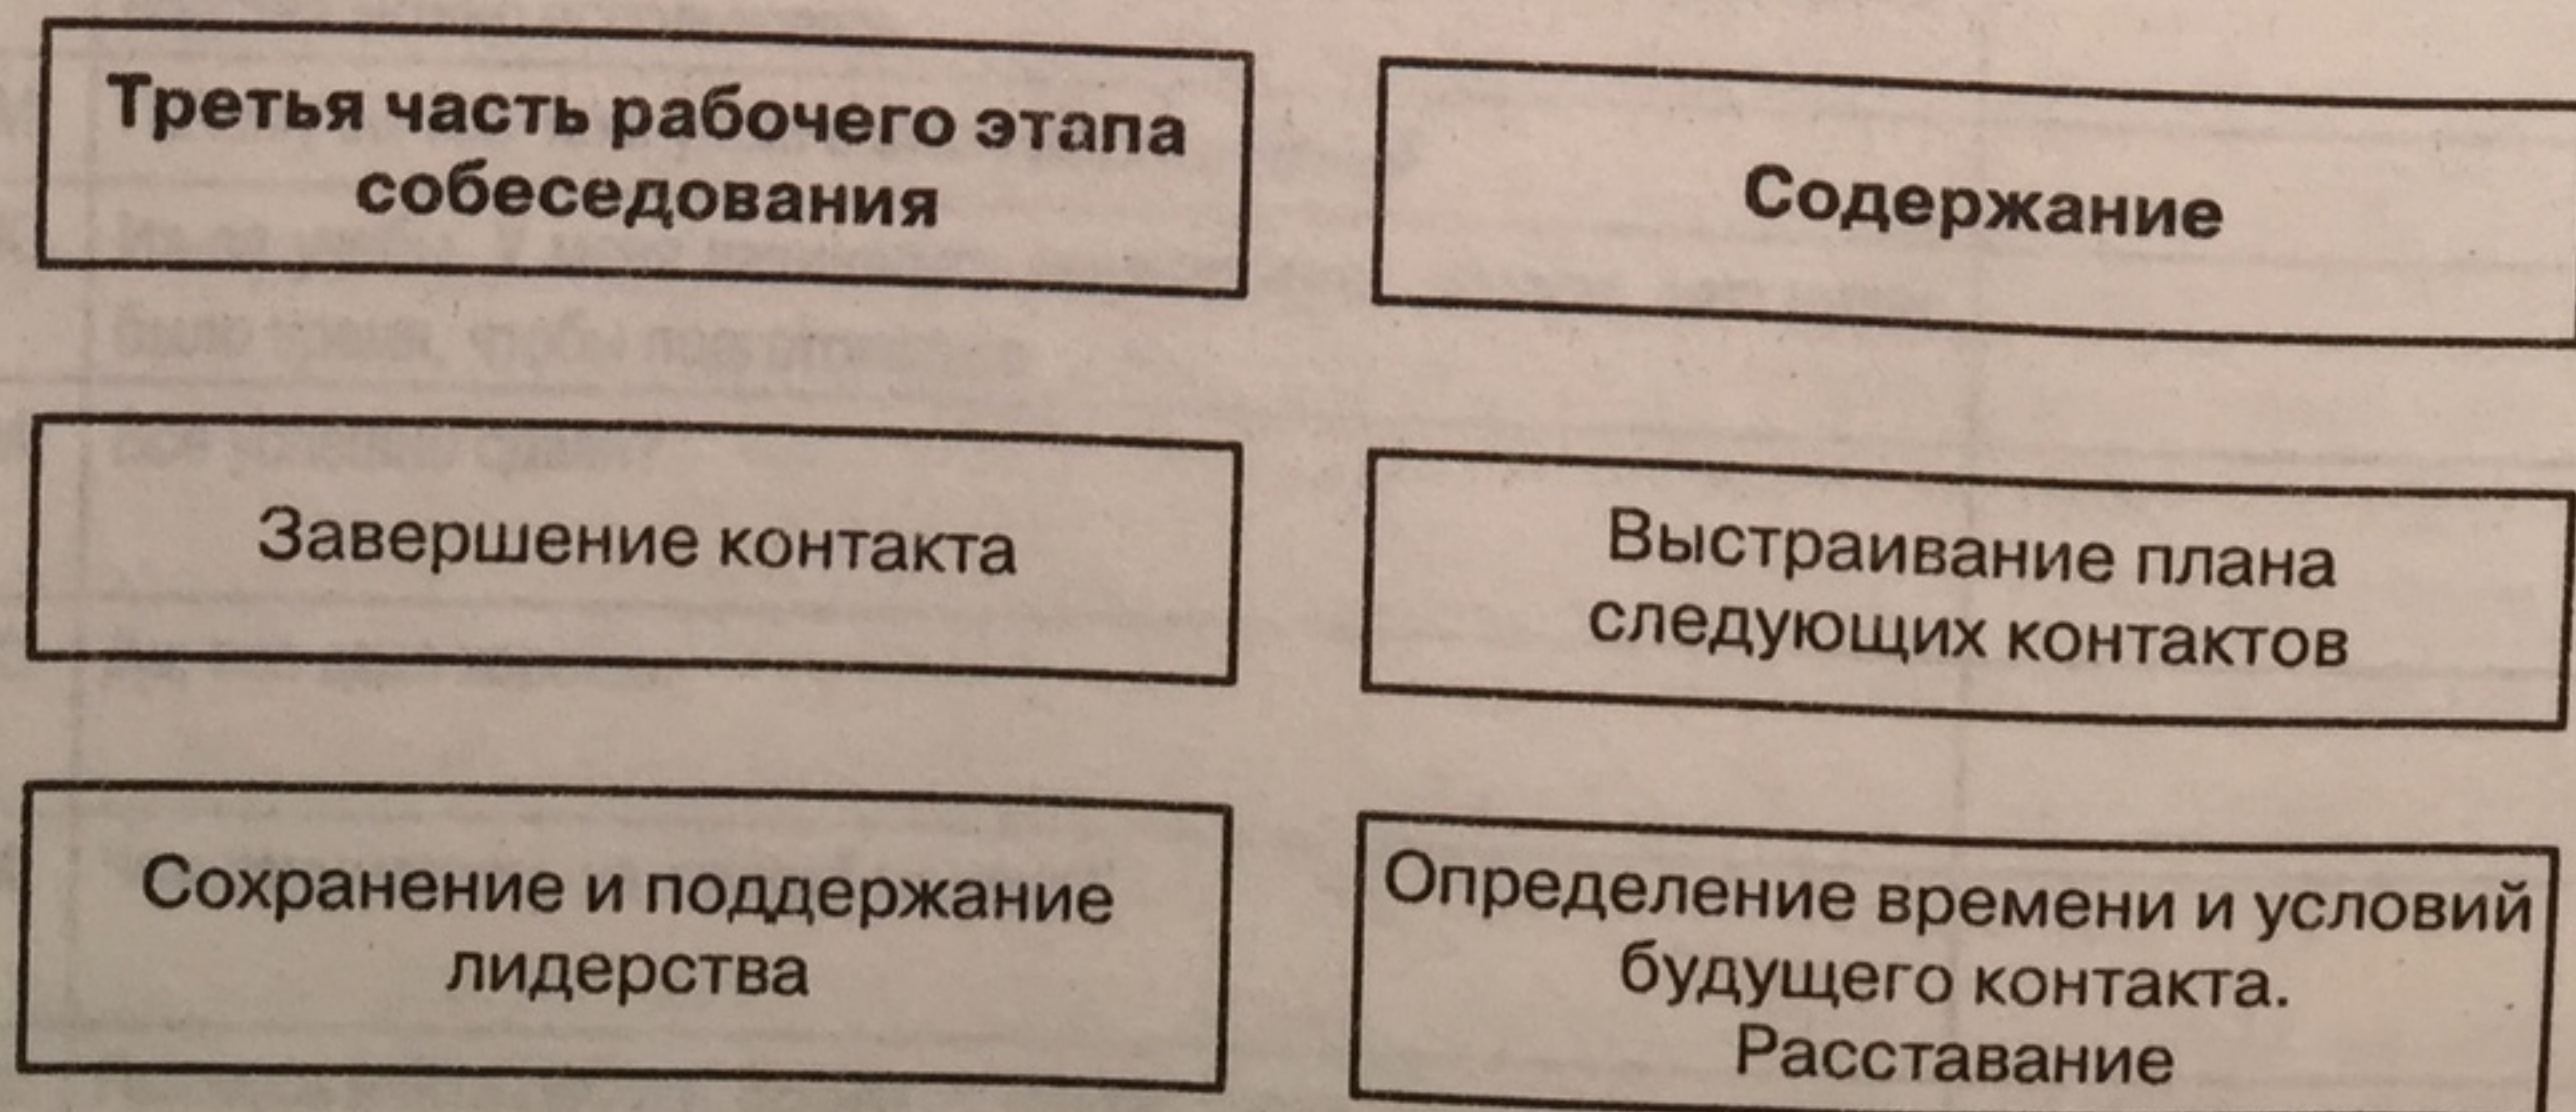 Третья часть рабочего этапа
собеседования
Содержание
Завершение контакта
Выстраивание плана
следующих контактов
Сохранение и поддержание
лидерства
Определение времени и условий
будущего контакта.
Расставание